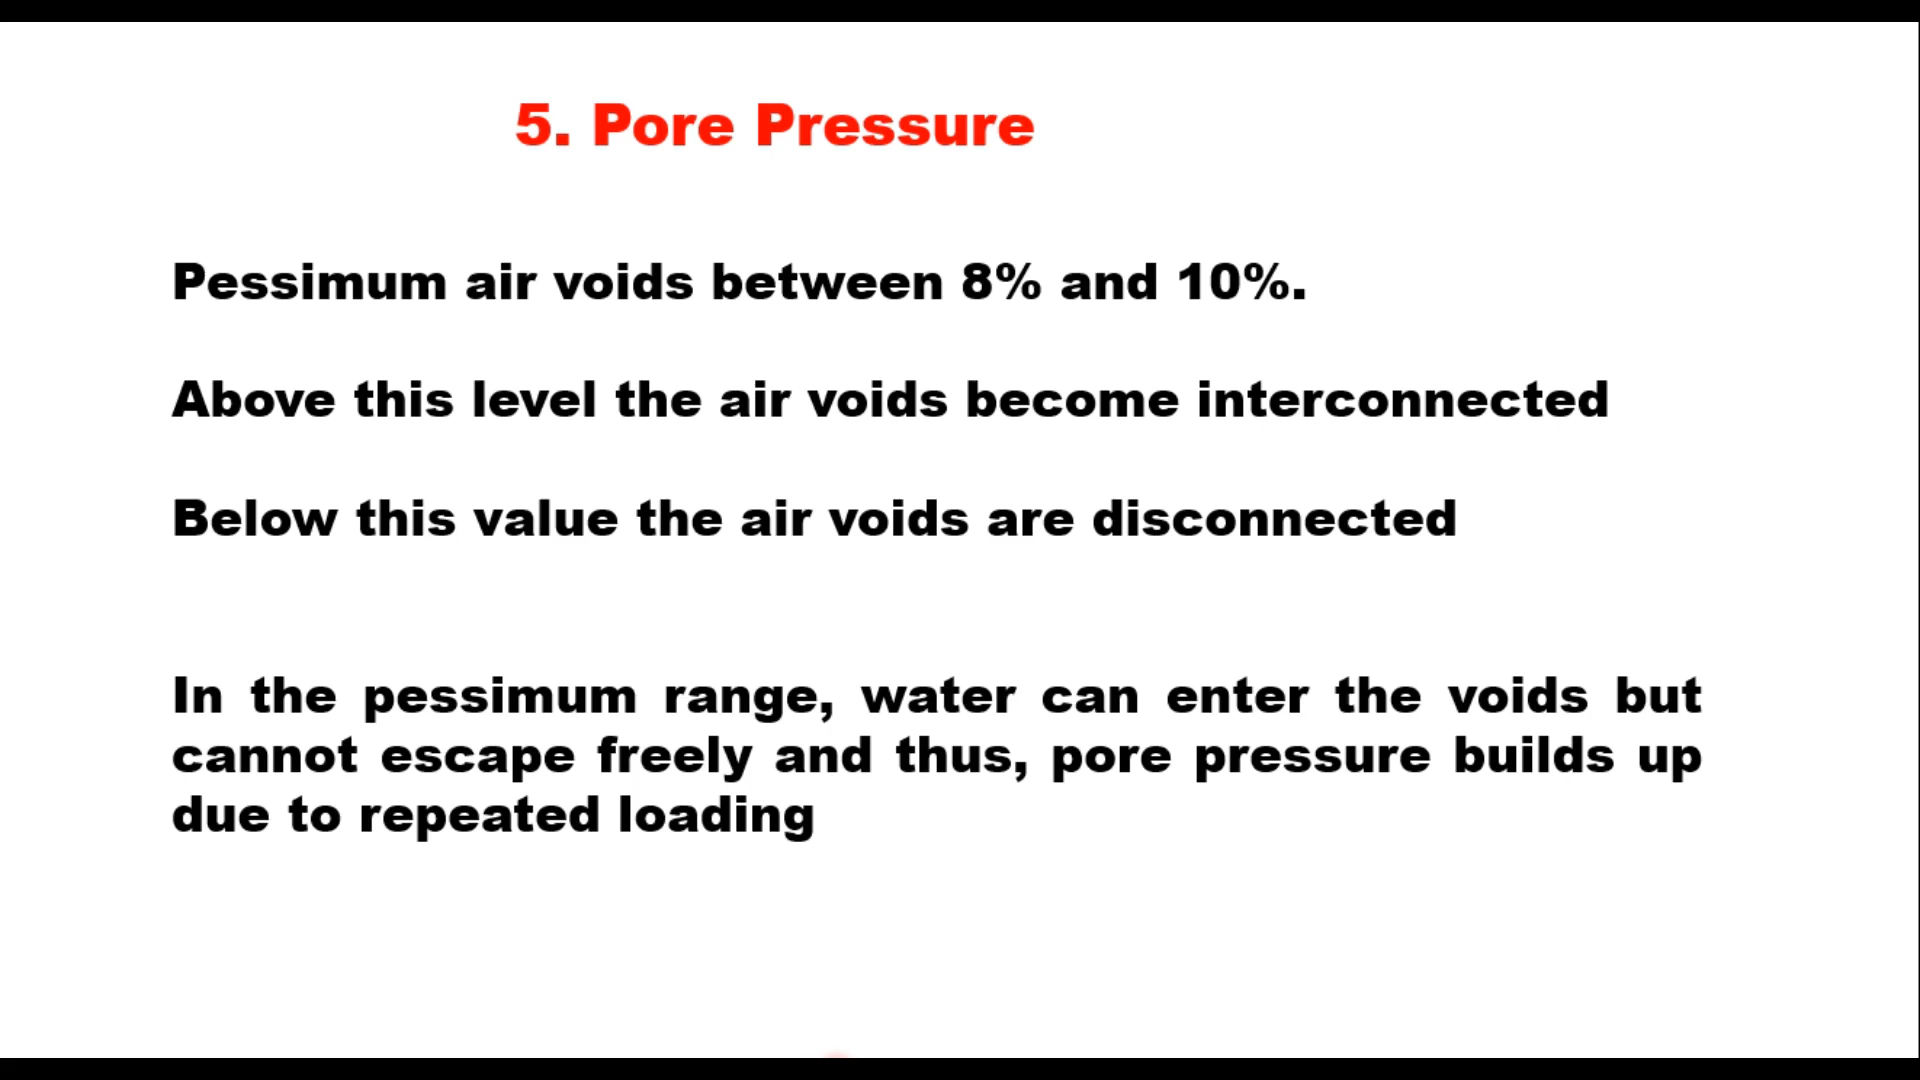 5. Pore Pressure
Pessimum air voids between 8% and 10%.
Above this level the air voids become interconnected
Below this value the air voids are disconnected
In the pessimum range, water can enter the voids but
cannot escape freely and thus, pore pressure builds up
due to repeated loading